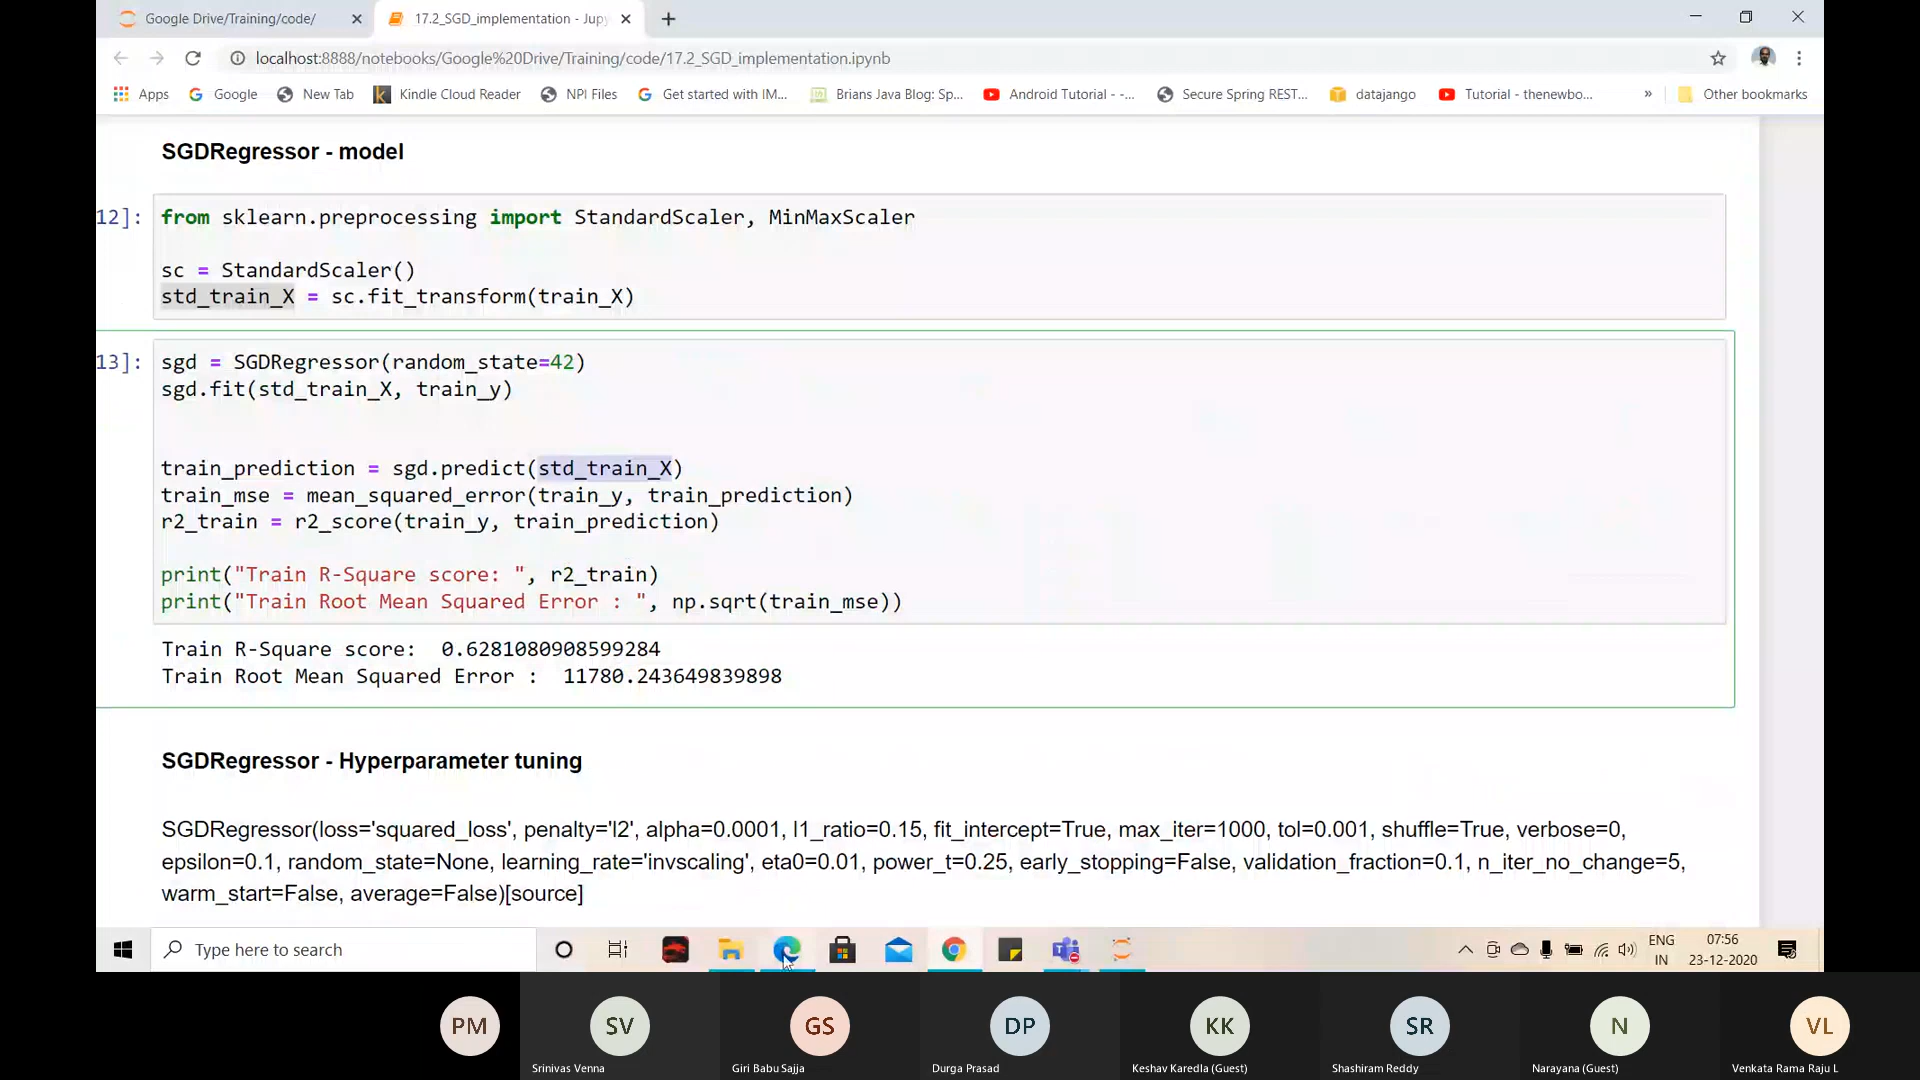 Google Drive/Training/code/
17.2_SGD_implementation - Jupy
localhost:8888/notebooks/Google%20Drive/Training/code/17.2_SGD_implementation.ipynb
Apps
Google
New Tab
Kindle Cloud Reader
NPI Files
Get started with IM...
Brians Java Blog: Sp...
Android Tutorial - -...
Secure Spring REST...
datajango
Tutorial - thenewbo...
»
Other bookmarks
SGDRegressor - model
12]:
from sklearn.preprocessing import StandardScaler, MinMaxScaler
sc = StandardScaler()
std_train_X = sc.fit_transform(train_X)
13]:
sgd = SGDRegressor(random_state=42)
sgd.fit(std_train_X, train_y)
train_prediction = sgd.predict(std_train_X)
train_mse = mean_squared_error(train_y, train_prediction)
r2_train = r2_score(train_y, train_prediction)
print("Train R-Square score: ", r2_train)
print("Train Root Mean Squared Error : ", np.sqrt(train_mse))
Train R-Square score:  0.6281080908599284
Train Root Mean Squared Error :  11780.243649839898
SGDRegressor - Hyperparameter tuning
SGDRegressor(loss='squared_loss', penalty='l2', alpha=0.0001, l1_ratio=0.15, fit_intercept=True, max_iter=1000, tol=0.001, shuffle=True, verbose=0,
epsilon=0.1, random_state=None, learning_rate='invscaling', eta0=0.01, power_t=0.25, early_stopping=False, validation_fraction=0.1, n_iter_no_change=5,
warm_start=False, average=False)[source]
Type here to search
ENG
IN
07:56
23-12-2020
PM
SV
GS
DP
KK
SR
N
VL
Srinivas Venna
Giri Babu Sajja
Durga Prasad
Keshav Karedla (Guest)
Shashiram Reddy
Narayana (Guest)
Venkata Rama Raju L